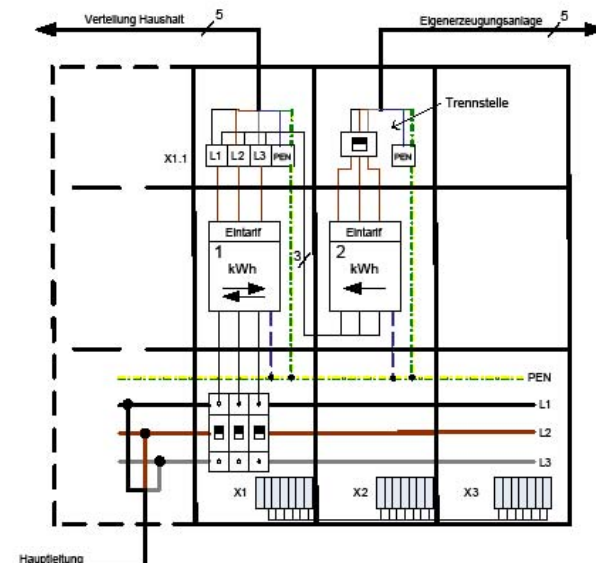 Verteilung Haushalt 5
Eigenerzeugungsanlage 5
Trennstelle
X1.1
L1 L2 L3 PEN
PEN
Eintarif
1
kWh
3
Eintarif
2
kWh
PEN
L1
L2
L3
X1
X2
X3
Hauptleitung